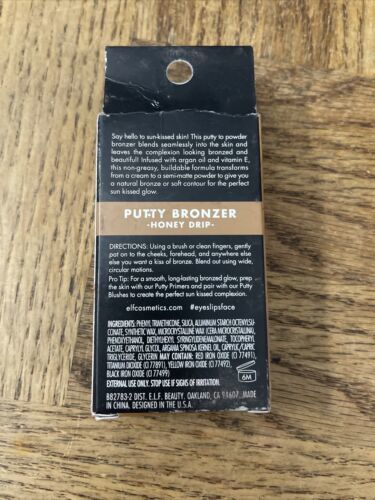 Say hello to sun-kissed skin! This putty to powder
bronzer blends seamlessly into the skin and
leaves the complexion looking bronzed and
beautiful! Infused with argan oil and vitamin E,
this non-greasy, buildable formula transforms
from a cream to a semi-matte powder to give you
a natural bronze or soft contour for the perfect
sun kissed glow.
PUTTY BRONZER
-HONEY DRIP-
DIRECTIONS: Using a brush or clean fingers, gently
pat on to the cheeks, forehead, and anywhere else
else you want a kiss of bronze. Blend out using wide,
circular motions.
Pro Tip: For a smooth, long-lasting bronzed glow, prep
the skin with our Putty Primers and pair with our Putty
Blushes to create the perfect sun kissed complexion.
elfcosmetics.com #eyeslipsface
INGREDIENTS: PHENYL TRIMETHICONE, SILICA, ALUMINUM STARCH OCTENYLSUC-
CINATE, SYNTHETIC WAX, MICROCRYSTALLINE WAX (CERA MICROCRISTALLINA),
PHENOXYETHANOL, DIETHYLHEXYL SYRINGYLIDENEMALONATE, TOCOPHERYL
ACETATE, CAPRYLYL GLYCOL, ARGANIA SPINOSA KERNEL OIL, CAPRYLIC/CAPRIC
TRIGLYCERIDE, GLYCERIN MAY CONTAIN: RED IRON OXIDE (CI 77491),
TITANIUM DIOXIDE (CI 77891), YELLOW IRON OXIDE (CI 77492),
BLACK IRON OXIDE (CI 77499)
EXTERNAL USE ONLY. STOP USE IF SIGNS OF IRRITATION.
6M
B82783-2 DIST. E.L.F. BEAUTY. OAKLAND, CA 94607. MADE
IN CHINA. DESIGNED IN THE U.S.A.